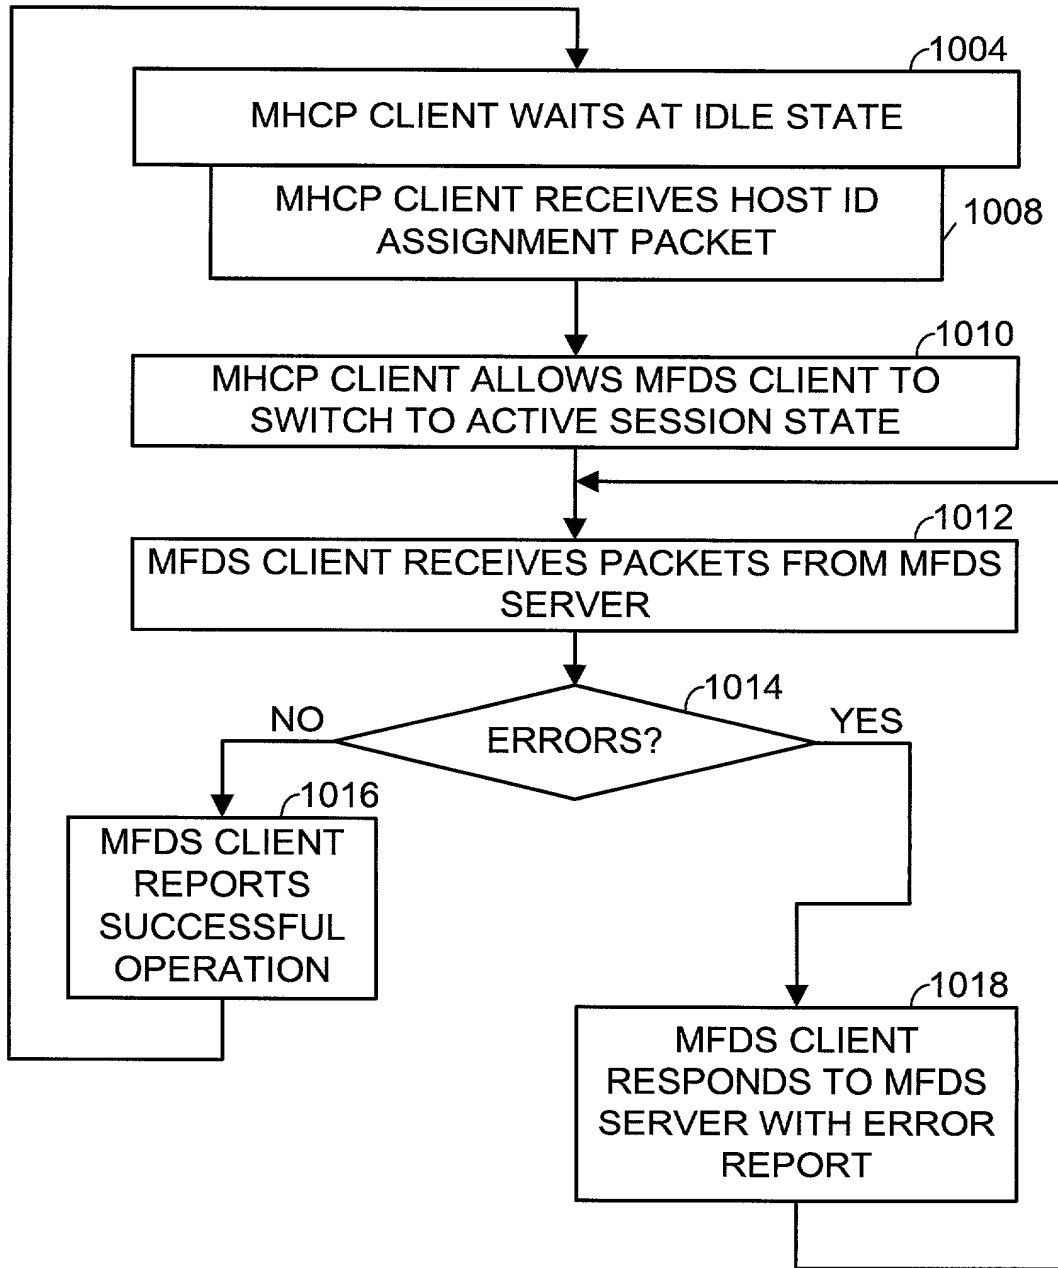 1004
MHCP CLIENT WAITS AT IDLE STATE
MHCP CLIENT RECEIVES HOST ID
ASSIGNMENT PACKET
1008
1010
MHCP CLIENT ALLOWS MFDS CLIENT TO
SWITCH TO ACTIVE SESSION STATE
1012
MFDS CLIENT RECEIVES PACKETS FROM MFDS
SERVER
1014
NO
ERRORS?
YES
1016
MFDS CLIENT
REPORTS
SUCCESSFUL
OPERATION
1018
MFDS CLIENT
RESPONDS TO MFDS
SERVER WITH ERROR
REPORT